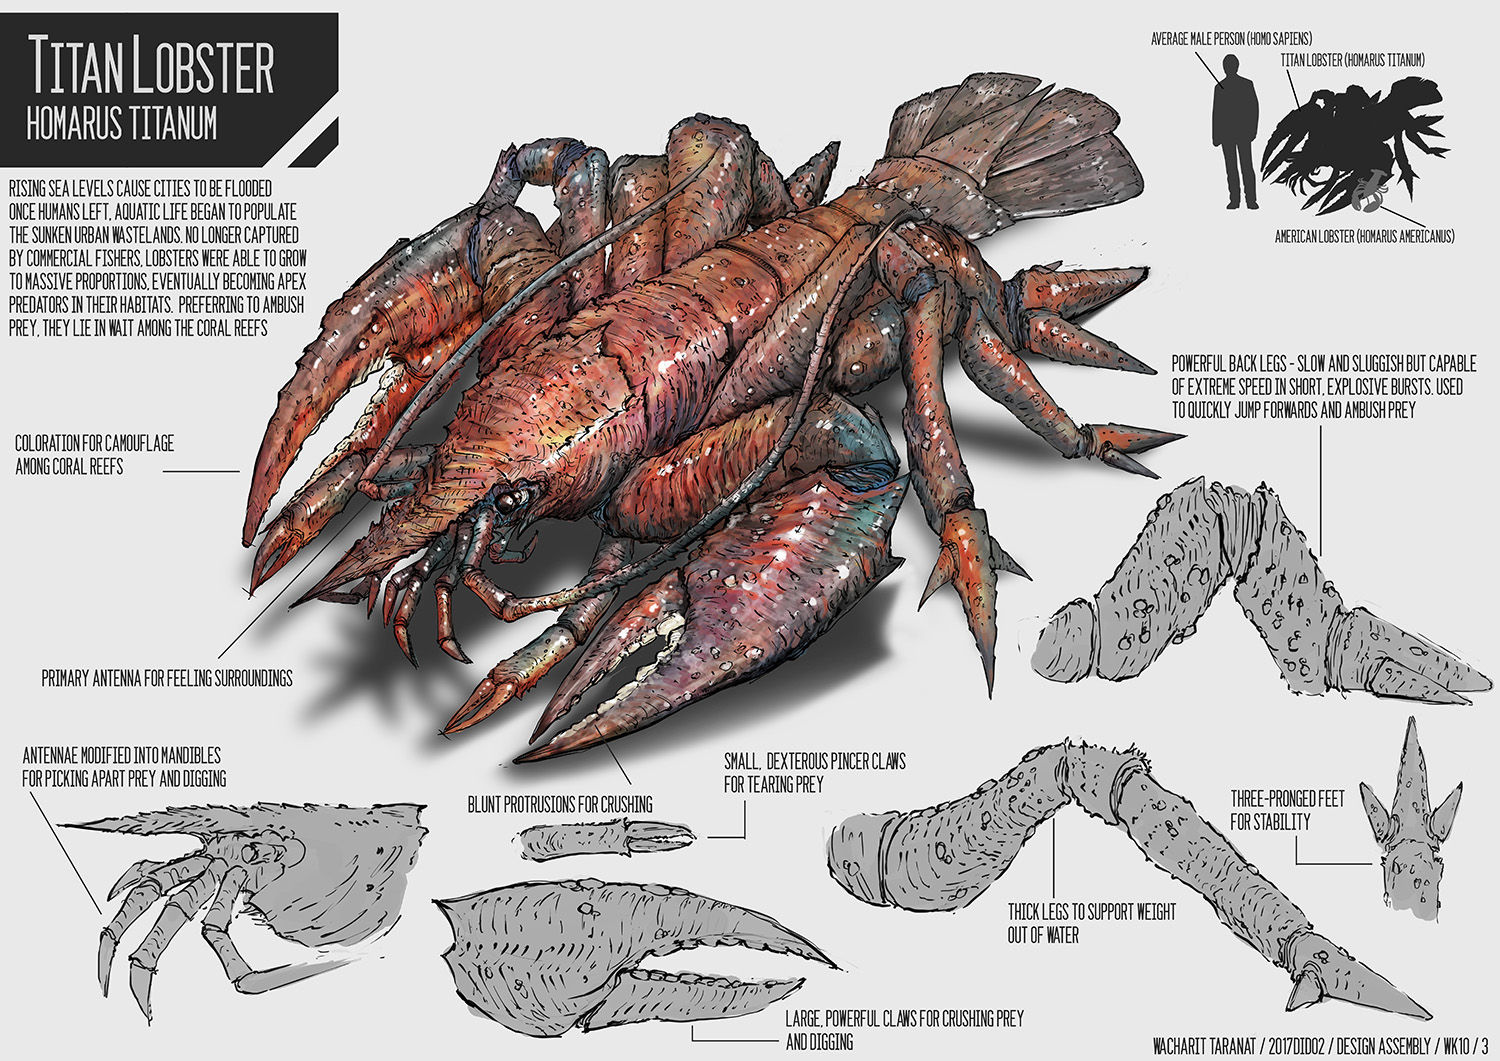 TITAN LOBSTER
HOMARUS TITANUM
RISING SEA LEVELS CAUSE CITIES TO BE FLOODED
ONCE HUMANS LEFT, AQUATIC LIFE BEGAN TO POPULATE
THE SUNKEN URBAN WASTELANDS. NO LONGER CAPTURED
BY COMMERCIAL FISHERS, LOBSTERS WERE ABLE TO GROW
TO MASSIVE PROPORTIONS, EVENTUALLY BECOMING APEX
PREDATORS IN THEIR HABITATS. PREFERRING TO AMBUSH
PREY, THEY LIE IN WAIT AMONG THE CORAL REEFS
AVERAGE MALE PERSON (HOMO SAPIENS)
TITAN LOBSTER (HOMARUS TITANUM)
AMERICAN LOBSTER (HOMARUS AMERICANUS)
POWERFUL BACK LEGS - SLOW AND SLUGGISH BUT CAPABLE
OF EXTREME SPEED IN SHORT, EXPLOSIVE BURSTS. USED
TO QUICKLY JUMP FORWARDS AND AMBUSH PREY
COLORATION FOR CAMOUFLAGE
AMONG CORAL REEFS
PRIMARY ANTENNA FOR FEELING SURROUNDINGS
ANTENNAE MODIFIED INTO MANDIBLES
FOR PICKING APART PREY AND DIGGING
BLUNT PROTRUSIONS FOR CRUSHING
SMALL, DEXTEROUS PINCER CLAWS
FOR TEARING PREY
THREE-PRONGED FEET
FOR STABILITY
THICK LEGS TO SUPPORT WEIGHT
OUT OF WATER
LARGE, POWERFUL CLAWS FOR CRUSHING PREY
AND DIGGING
WACHARIT TARANAT / 2017DID02 / DESIGN ASSEMBLY / WK10 / 3